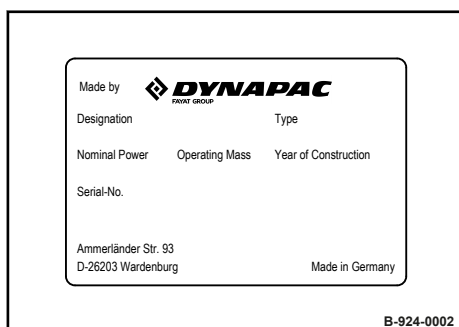 Made by DYNAPAC
FAYAT GROUP
Designation Type
Nominal Power Operating Mass Year of Construction
Serial-No.
Ammerländer Str. 93
D-26203 Wardenburg Made in Germany
B-924-0002